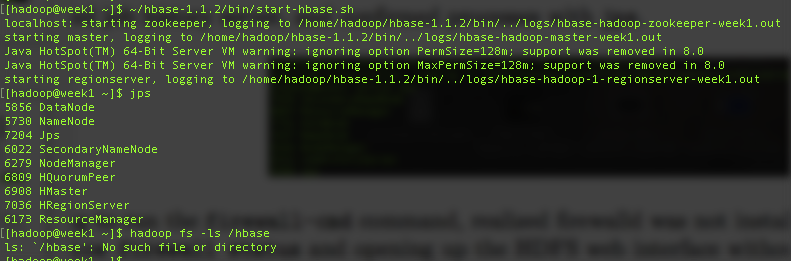 [[hadoop@week1 ~]$ ~/hbase-1.1.2/bin/start-hbase.sh
localhost: starting zookeeper, logging to /home/hadoop/hbase-1.1.2/bin/../logs/hbase-hadoop-zookeeper-week1.out
starting master, logging to /home/hadoop/hbase-1.1.2/bin/../logs/hbase-hadoop-master-week1.out
Java HotSpot(TM) 64-Bit Server VM warning: ignoring option PermSize=128m; support was removed in 8.0
Java HotSpot(TM) 64-Bit Server VM warning: ignoring option MaxPermSize=128m; support was removed in 8.0
starting regionserver, logging to /home/hadoop/hbase-1.1.2/bin/../logs/hbase-hadoop-1-regionserver-week1.out
[[hadoop@week1 ~]$ jps
5856 DataNode
5730 NameNode
7204 Jps
6022 SecondaryNameNode
6279 NodeManager
6809 HQuorumPeer
6908 HMaster
7036 HRegionServer
6173 ResourceManager
[[hadoop@week1 ~]$ hadoop fs -ls /hbase
ls: `/hbase': No such file or directory